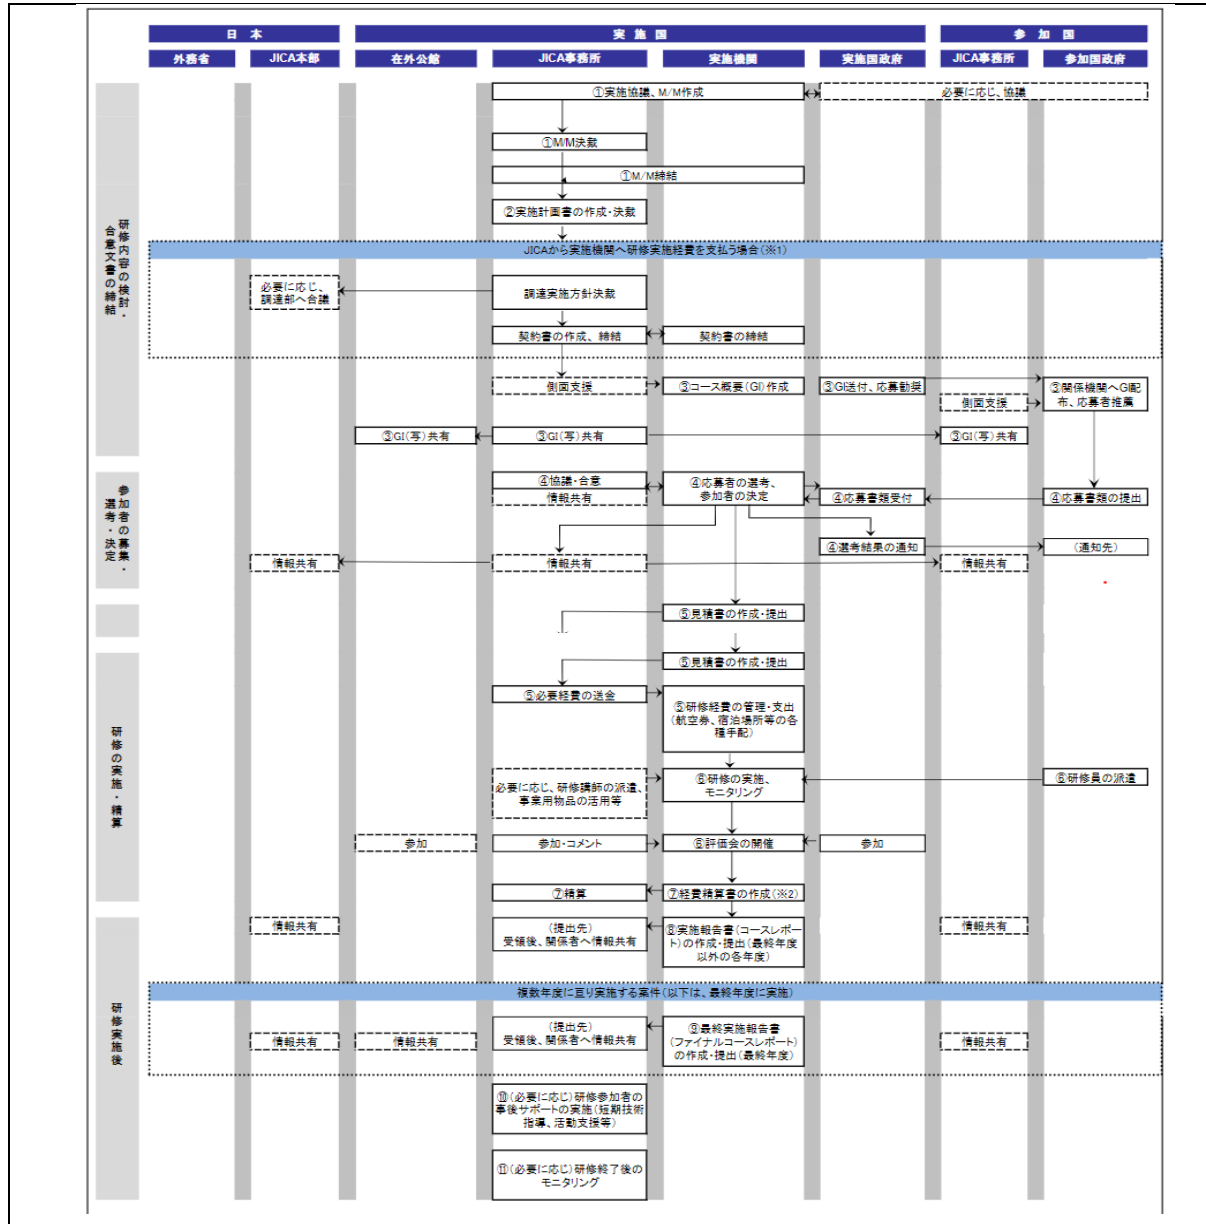 日 本
実 施 国
参 加 国
外務省
JICA本部
在外公館
JICA事務所
実施機関
実施国政府
JICA事務所
参加国政府
研修内容の検討・
合意文書の締結
①実施協議、M/M作成
必要に応じ、協議
①M/M決裁
①M/M締結
②実施計画書の作成・決裁
JICAから実施機関へ研修実施経費を支払う場合(※1)
必要に応じ、
調達部へ合議
調達実施方針決裁
契約書の作成、締結
契約書の締結
側面支援
③コース概要(GI)作成
③GI送付、応募勧奨
③関係機関へGI配
布、応募者推薦
側面支援
③GI(写)共有
③GI(写)共有
③GI(写)共有
参加者の募集・
選考・決定
④協議・合意
情報共有
④応募者の選考、
参加者の決定
④応募書類受付
④応募書類の提出
④選考結果の通知
(通知先)
情報共有
情報共有
情報共有
⑤見積書の作成・提出
研修の実施・精算
⑤見積書の作成・提出
⑤必要経費の送金
⑤研修経費の管理・支出
(航空券、宿泊場所等の各
種手配)
必要に応じ、研修講師の派遣、
事業用物品の活用等
⑥研修の実施、
モニタリング
⑥研修員の派遣
参加
参加・コメント
⑥評価会の開催
参加
⑦精算
⑦経費精算書の作成(※2)
研修実施後
情報共有
(提出先)
受領後、関係者へ情報共有
⑧実施報告書(コースレポー
ト)の作成・提出(最終年度
以外の各年度)
情報共有
複数年度に亘り実施する案件(以下は、最終年度に実施)
情報共有
情報共有
(提出先)
受領後、関係者へ情報共有
⑨最終実施報告書
(ファイナルコースレポート)
の作成・提出(最終年度)
情報共有
⑩(必要に応じ)研修参加者の
事後サポートの実施(短期技術
指導、活動支援等)
⑪(必要に応じ)研修終了後の
モニタリング